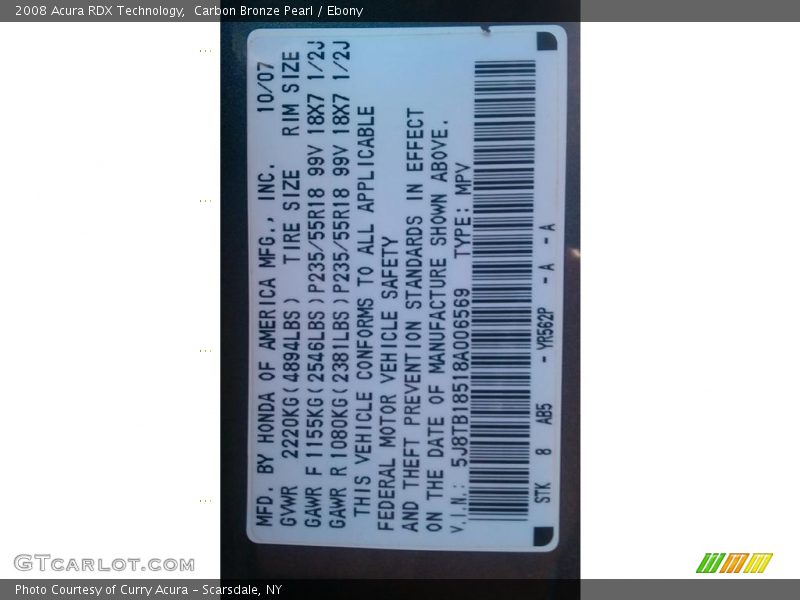 2008 Acura RDX Technology,  Carbon Bronze Pearl / Ebony
MFD. BY HONDA OF AMERICA MFG., INC.   10/07
GVWR  2220KG(4894LBS)  TIRE SIZE  RIM SIZE
GAWR F 1155KG(2546LBS)P235/55R18 99V 18X7 1/2J
GAWR R 1080KG(2381LBS)P235/55R18 99V 18X7 1/2J
THIS VEHICLE CONFORMS TO ALL APPLICABLE
FEDERAL MOTOR VEHICLE SAFETY
AND THEFT PREVENTION STANDARDS IN EFFECT
ON THE DATE OF MANUFACTURE SHOWN ABOVE.
V.I.N.: 5J8TB18518A006569  TYPE: MPV
STK  8  AB5  - YR562P  - A  - A
GTCARLOT.COM
Photo Courtesy of Curry Acura – Scarsdale, NY